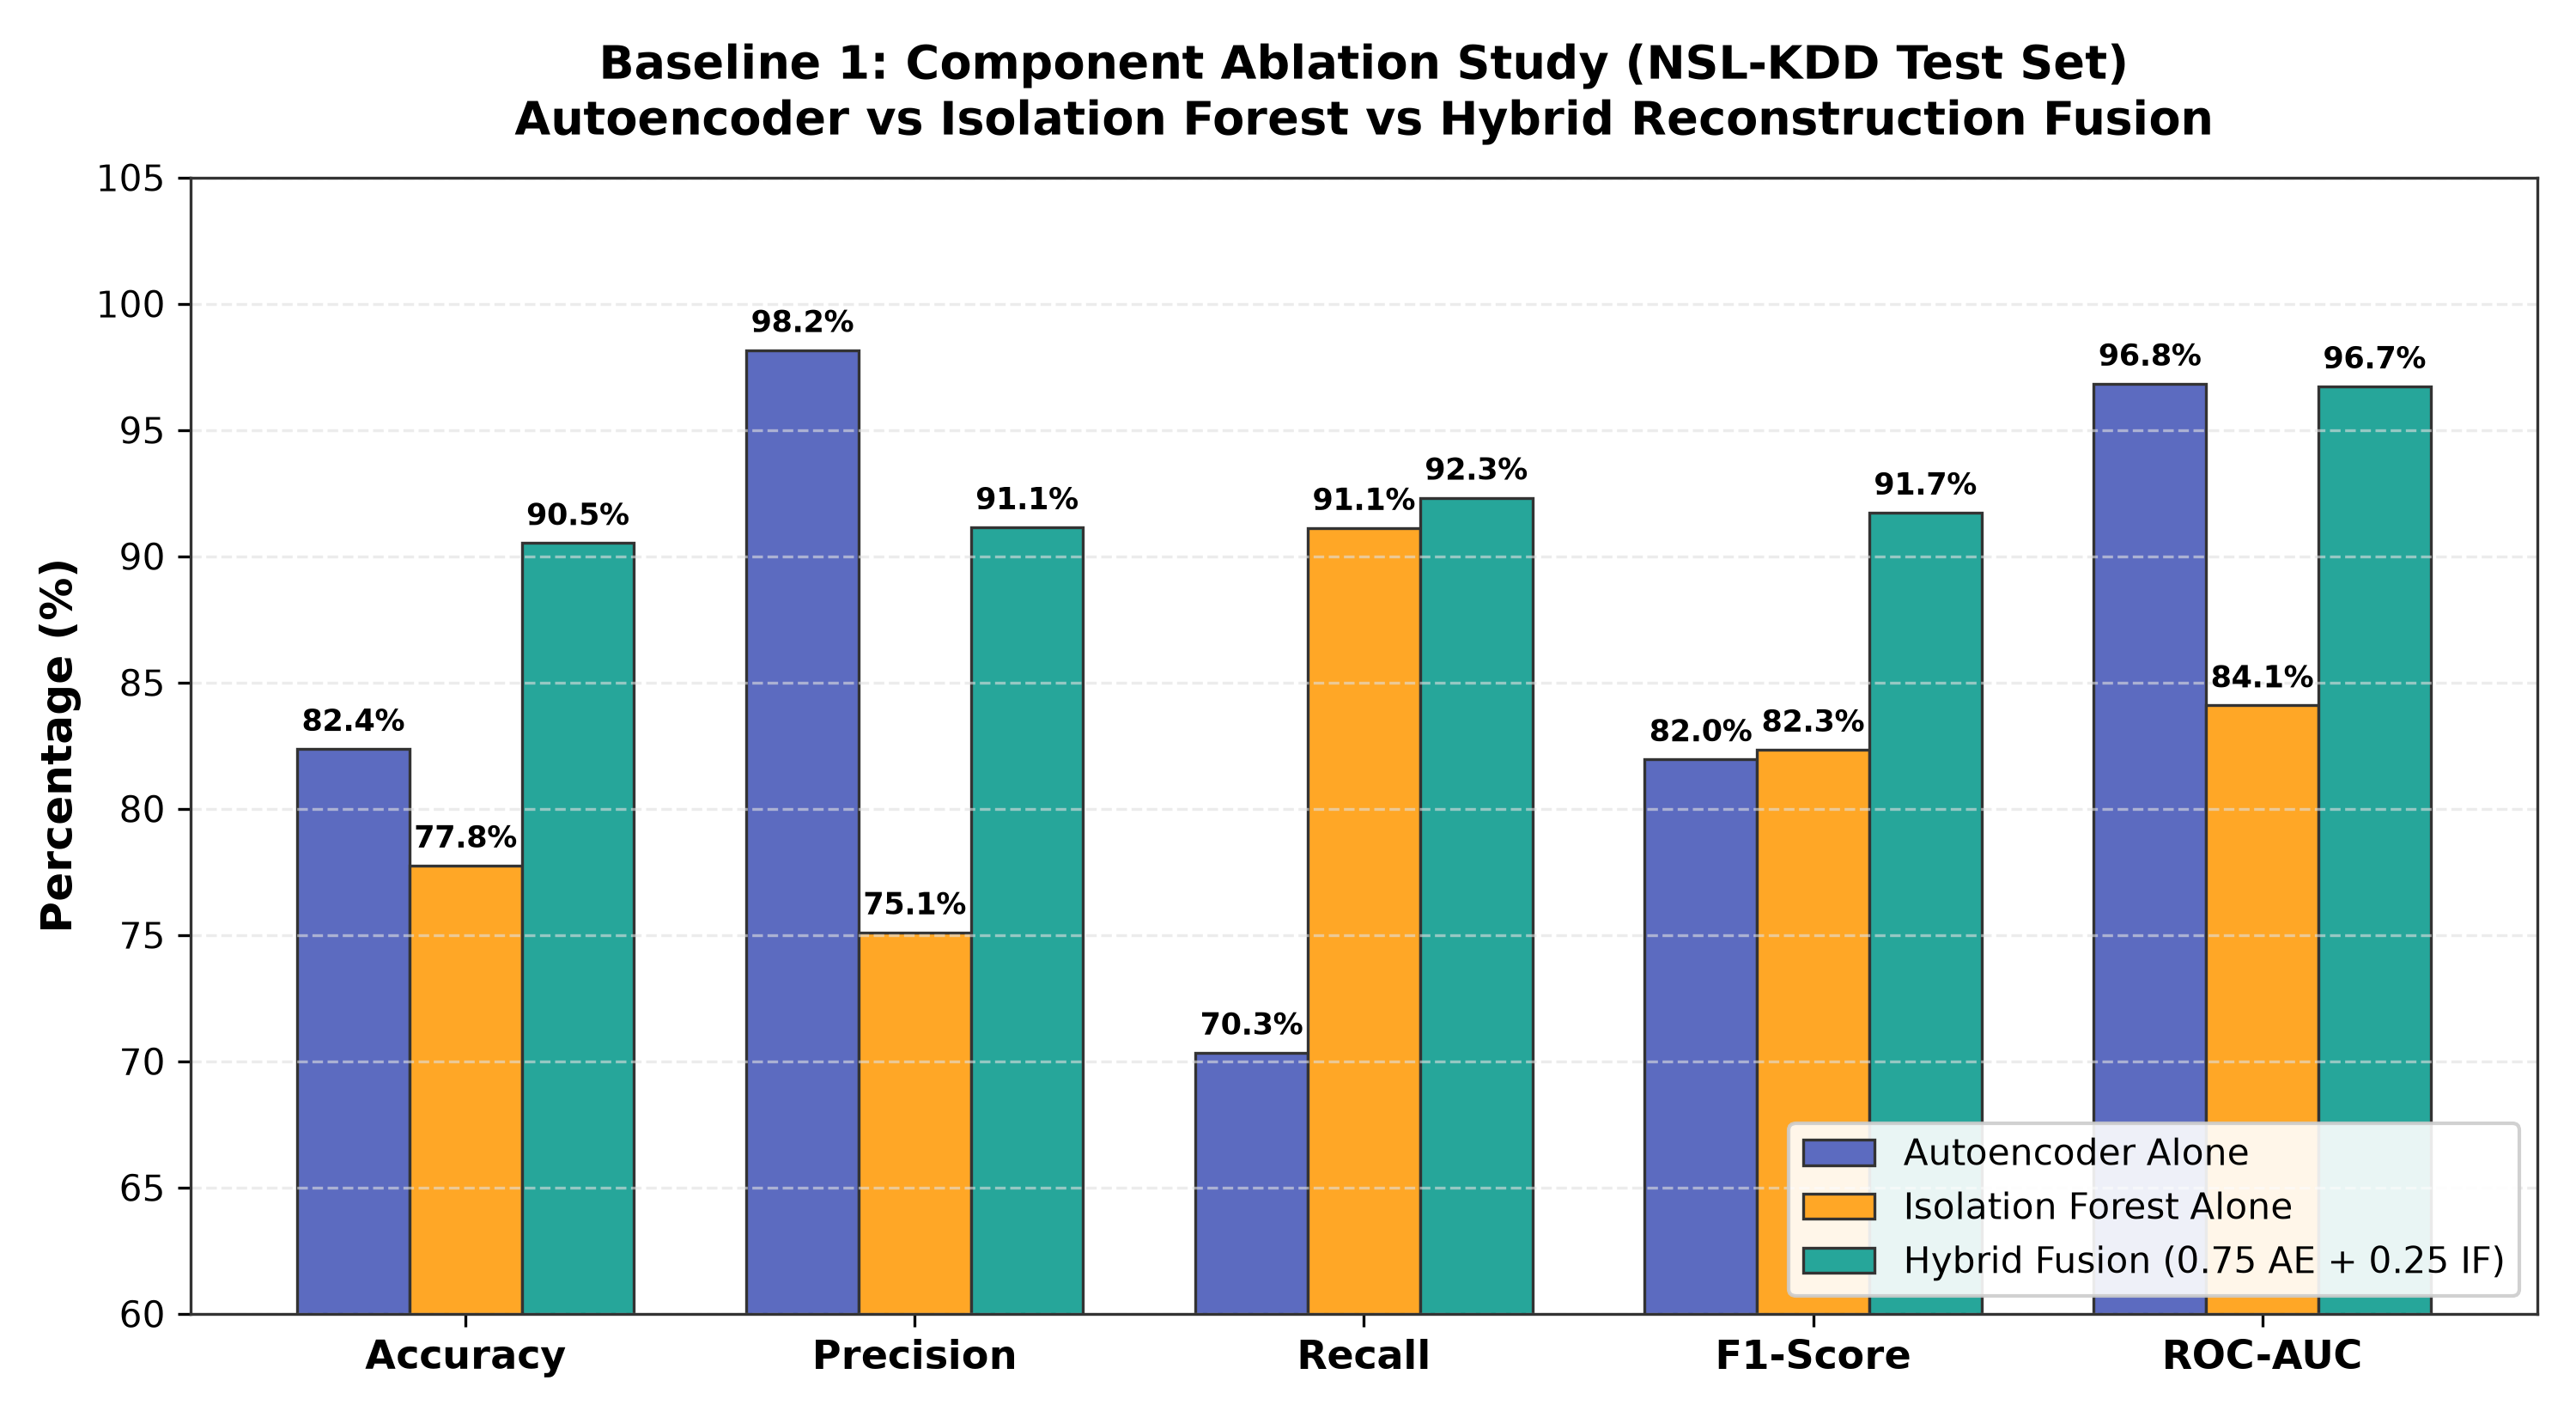 Baseline 1: Component Ablation Study (NSL-KDD Test Set)
Autoencoder vs Isolation Forest vs Hybrid Reconstruction Fusion
Percentage (%)
105
100
95
90
85
80
75
70
65
60
82.4%
77.8%
90.5%
98.2%
75.1%
91.1%
70.3%
91.1%
92.3%
82.0%
82.3%
91.7%
96.8%
84.1%
96.7%
Autoencoder Alone
Isolation Forest Alone
Hybrid Fusion (0.75 AE + 0.25 IF)
Accuracy
Precision
Recall
F1-Score
ROC-AUC